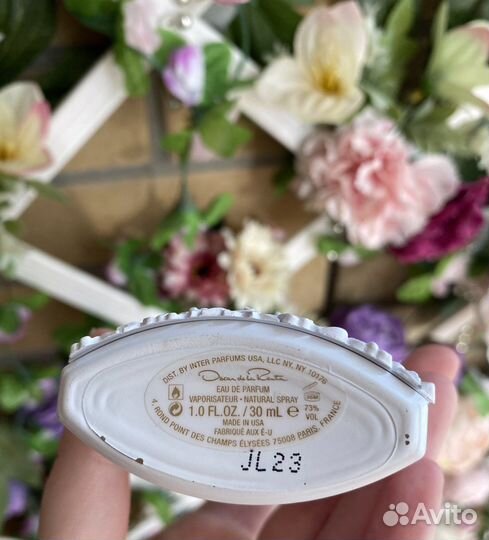 DIST. BY INTER PARFUMS USA, LLC NY, NY 10176
Oscar de la Renta
EAU DE PARFUM
VAPORISATEUR • NATURAL SPRAY
1.0 FL.OZ. / 30 ML e 73%
VOL
MADE IN USA
FABRIQUÉ AUX É-U
4, ROND POINT DES CHAMPS ÉLYSÉES 75008 PARIS, FRANCE
JL23
Avito